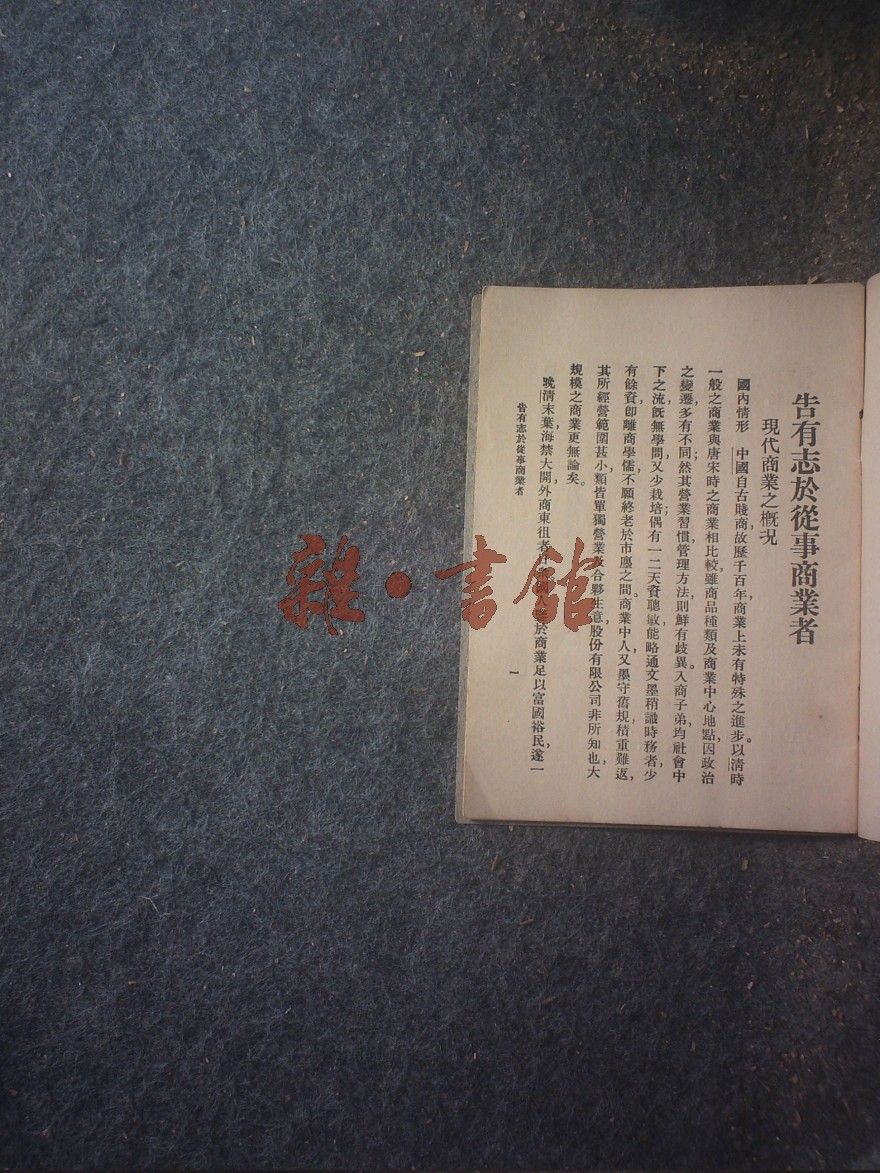 告有志於從事商業者
現代商業之概況
國內情形　中國自古賤商,故歷千百年,商業上未有特殊之進步。以清時
一般之商業與唐宋時之商業相比較,雖商品種類及商業中心地點,因政治
之變遷,多有不同;然其營業習慣,管理方法,則鮮有歧異。入商子弟,均社會中
下之流,旣無學問,又少栽培;偶有一二天資聰敏,能略通文墨,稍識時務者,少
有餘資,卽離商學儒,不願終老於市廛之間。商業中人,又墨守舊規,積重難返,
其所經營,範圍甚小,類皆單獨營業及合夥生意,股份有限公司非所知也,大
規模之商業更無論矣。
晚清末葉,海禁大開,外商東徂者 於商業足以富國裕民,遂一
告有志於從事商業者
一
雜·書館